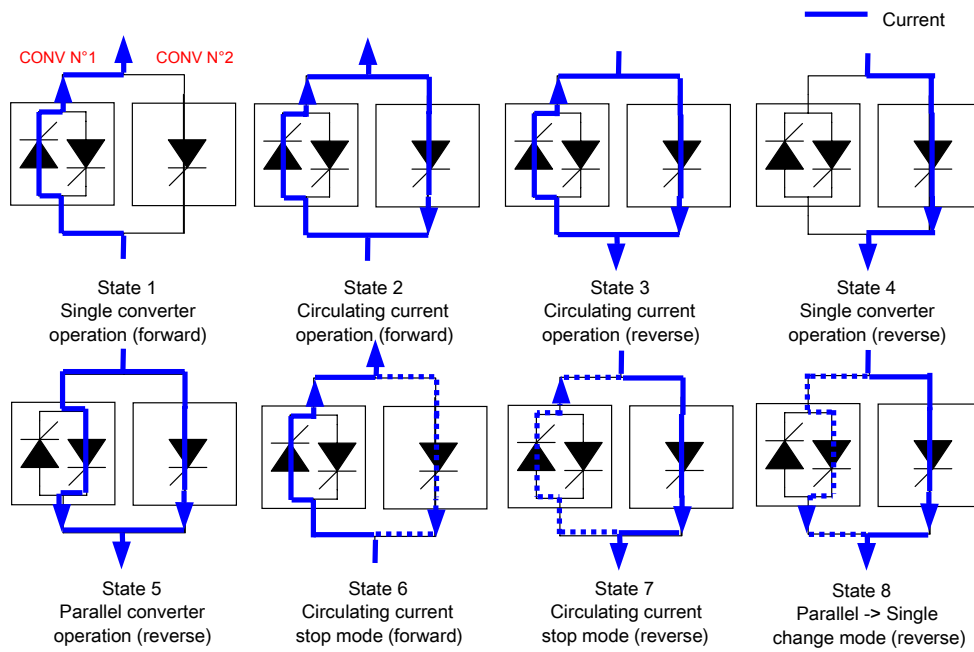 Current
CONV N°1
CONV N°2
State 1
Single converter
operation (forward)
State 2
Circulating current
operation (forward)
State 3
Circulating current
operation (reverse)
State 4
Single converter
operation (reverse)
State 5
Parallel converter
operation (reverse)
State 6
Circulating current
stop mode (forward)
State 7
Circulating current
stop mode (reverse)
State 8
Parallel -> Single
change mode (reverse)